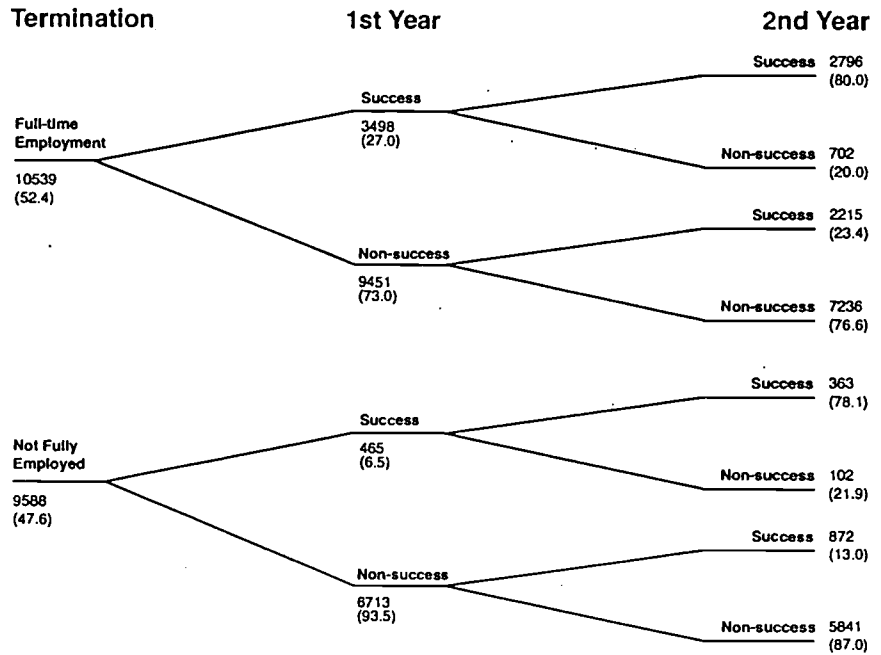 Termination 1st Year 2nd Year
Success 2796
(80.0)
Success
3498
(27.0)
Full-time
Employment
10539
(52.4)
Non-success 702
(20.0)
Success 2215
(23.4)
Non-success
9451
(73.0)
Non-success 7236
(76.6)
Success 363
(78.1)
Success
465
(6.5)
Not Fully
Employed
9588
(47.6)
Non-success 102
(21.9)
Success 872
(13.0)
Non-success
6713
(93.5)
Non-success 5841
(87.0)